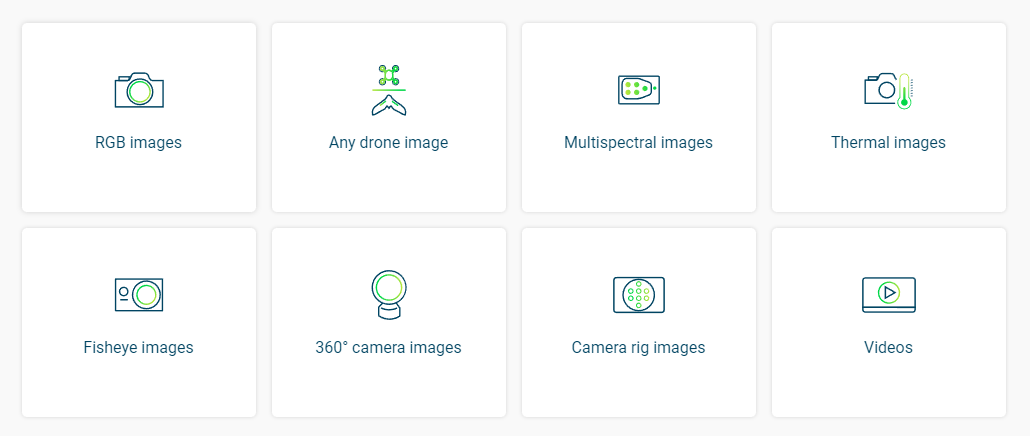 RGB images
Any drone image
Multispectral images
Thermal images
Fisheye images
360° camera images
Camera rig images
Videos